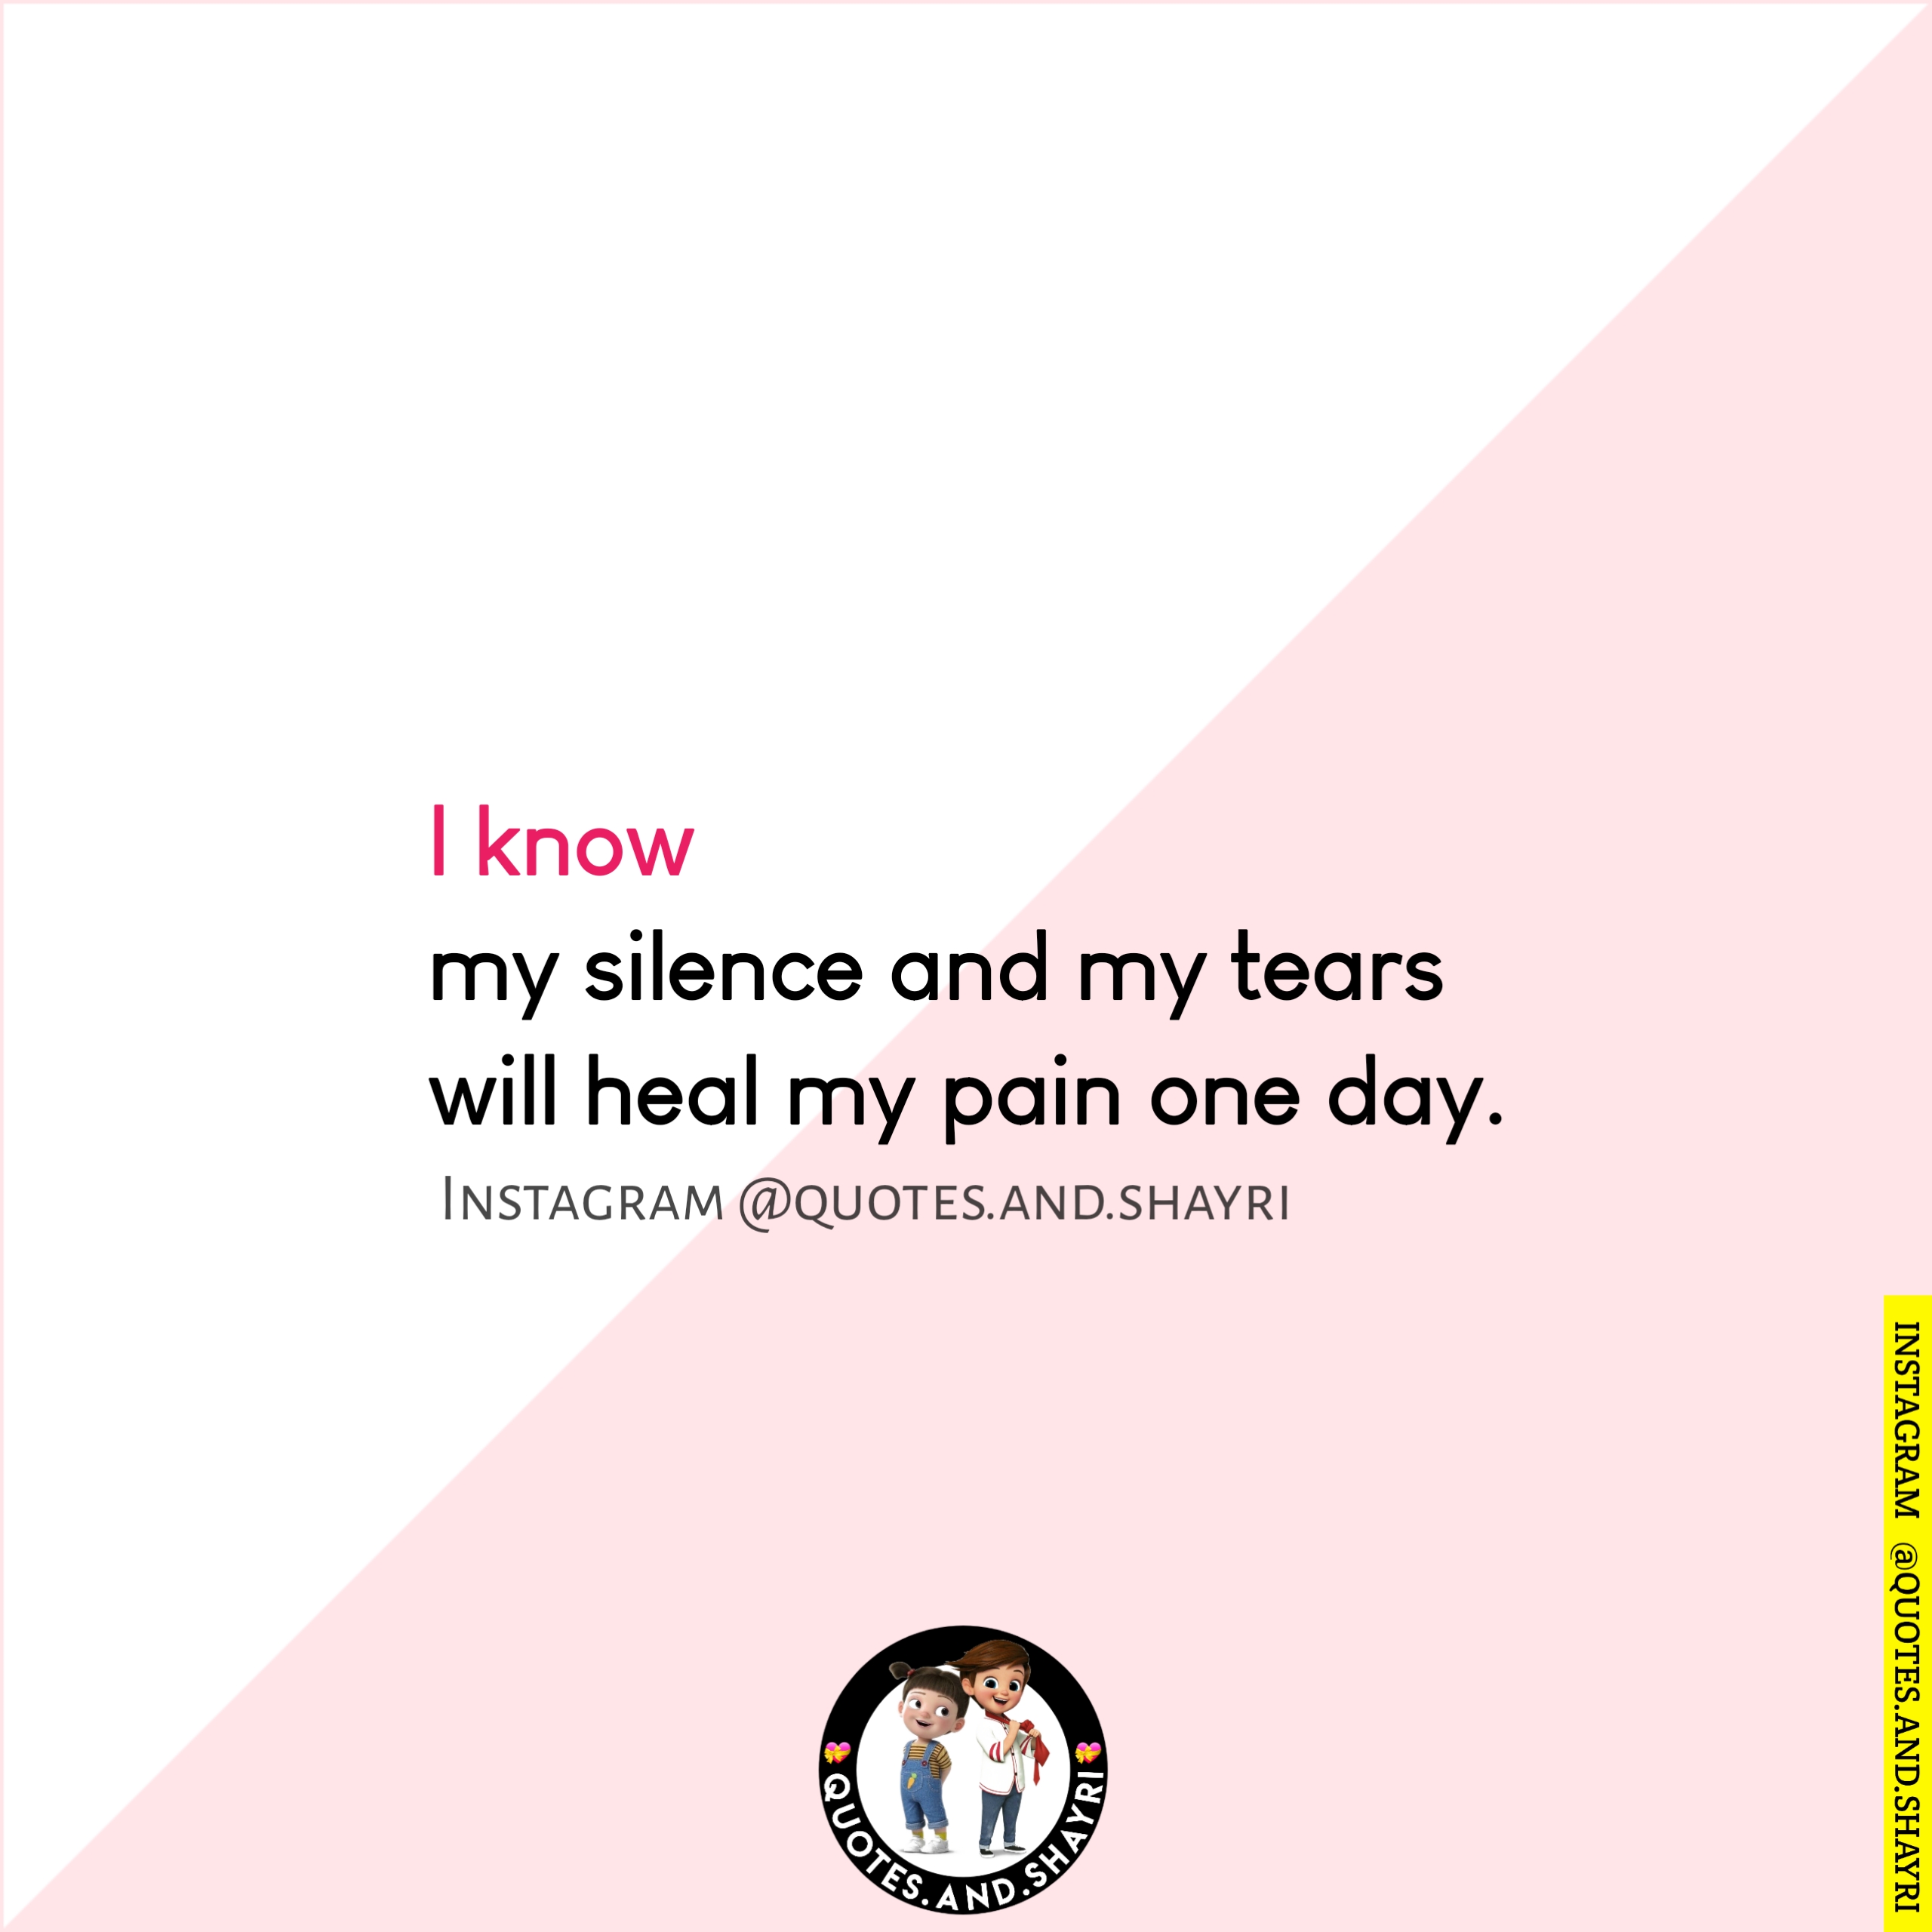 I know
my silence and my tears
will heal my pain one day.
Instagram @quotes.and.shayri
INSTAGRAM @QUOTES.AND.SHAYRI
QUOTES.AND.SHAYRI